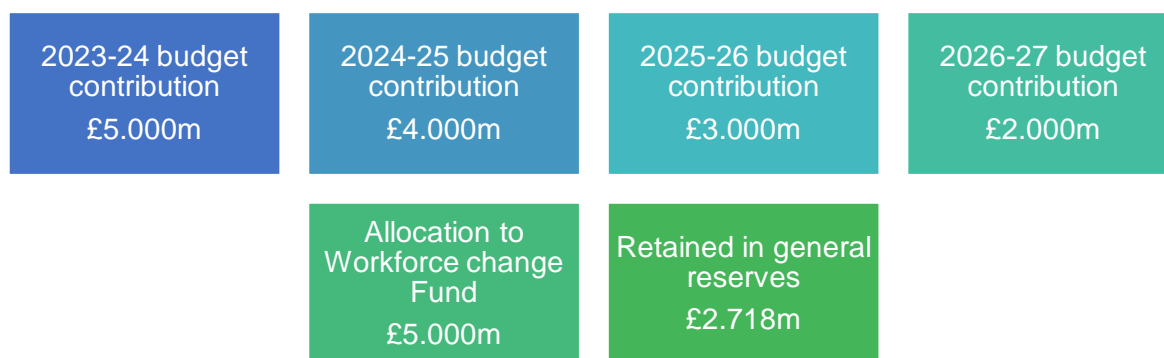 2023-24 budget
contribution
£5.000m
2024-25 budget
contribution
£4.000m
2025-26 budget
contribution
£3.000m
2026-27 budget
contribution
£2.000m
Allocation to
Workforce change
Fund
£5.000m
Retained in general
reserves
£2.718m